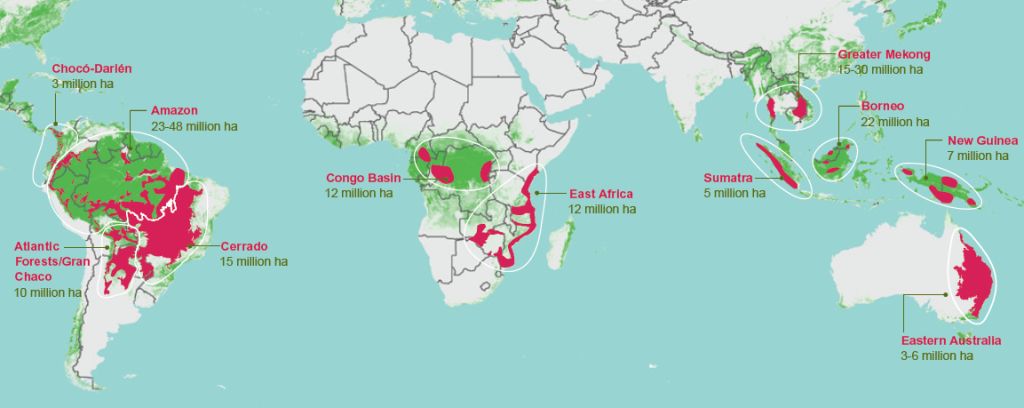 Chocó-Darién
3 million ha
Amazon
23-48 million ha
Atlantic
Forests/Gran
Chaco
10 million ha
Cerrado
15 million ha
Congo Basin
12 million ha
East Africa
12 million ha
Greater Mekong
15-30 million ha
Borneo
22 million ha
New Guinea
7 million ha
Sumatra
5 million ha
Eastern Australia
3-6 million ha